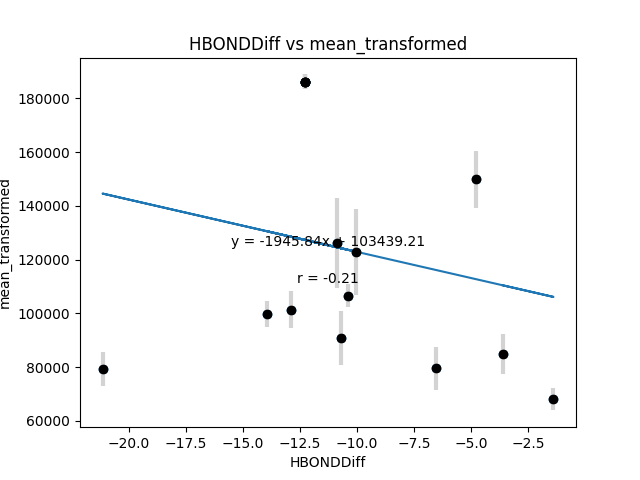 HBONDDiff vs mean_transformed
mean_transformed
180000
160000
140000
120000
100000
80000
60000
y = -1945.84x + 103439.21
r = -0.21
−20.0 −17.5 −15.0 −12.5 −10.0 −7.5 −5.0 −2.5
HBONDDiff